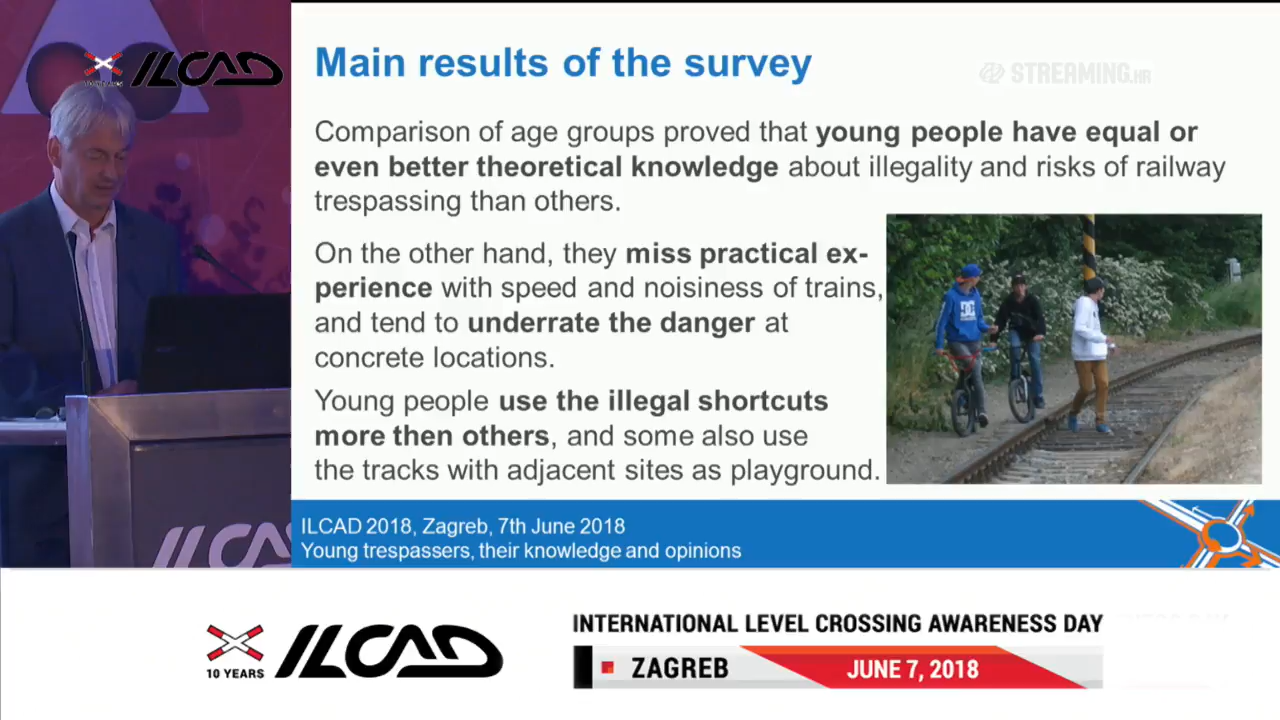 ILCAD
Main results of the survey
STREAMING.HR
Comparison of age groups proved that young people have equal or
even better theoretical knowledge about illegality and risks of railway
trespassing than others.
On the other hand, they miss practical ex-
perience with speed and noisiness of trains,
and tend to underrate the danger at
concrete locations.
Young people use the illegal shortcuts
more then others, and some also use
the tracks with adjacent sites as playground.
ILCAD 2018, Zagreb, 7th June 2018
Young trespassers, their knowledge and opinions
ILCAD
10 YEARS
ILCAD
INTERNATIONAL LEVEL CROSSING AWARENESS DAY
ZAGREB
JUNE 7, 2018